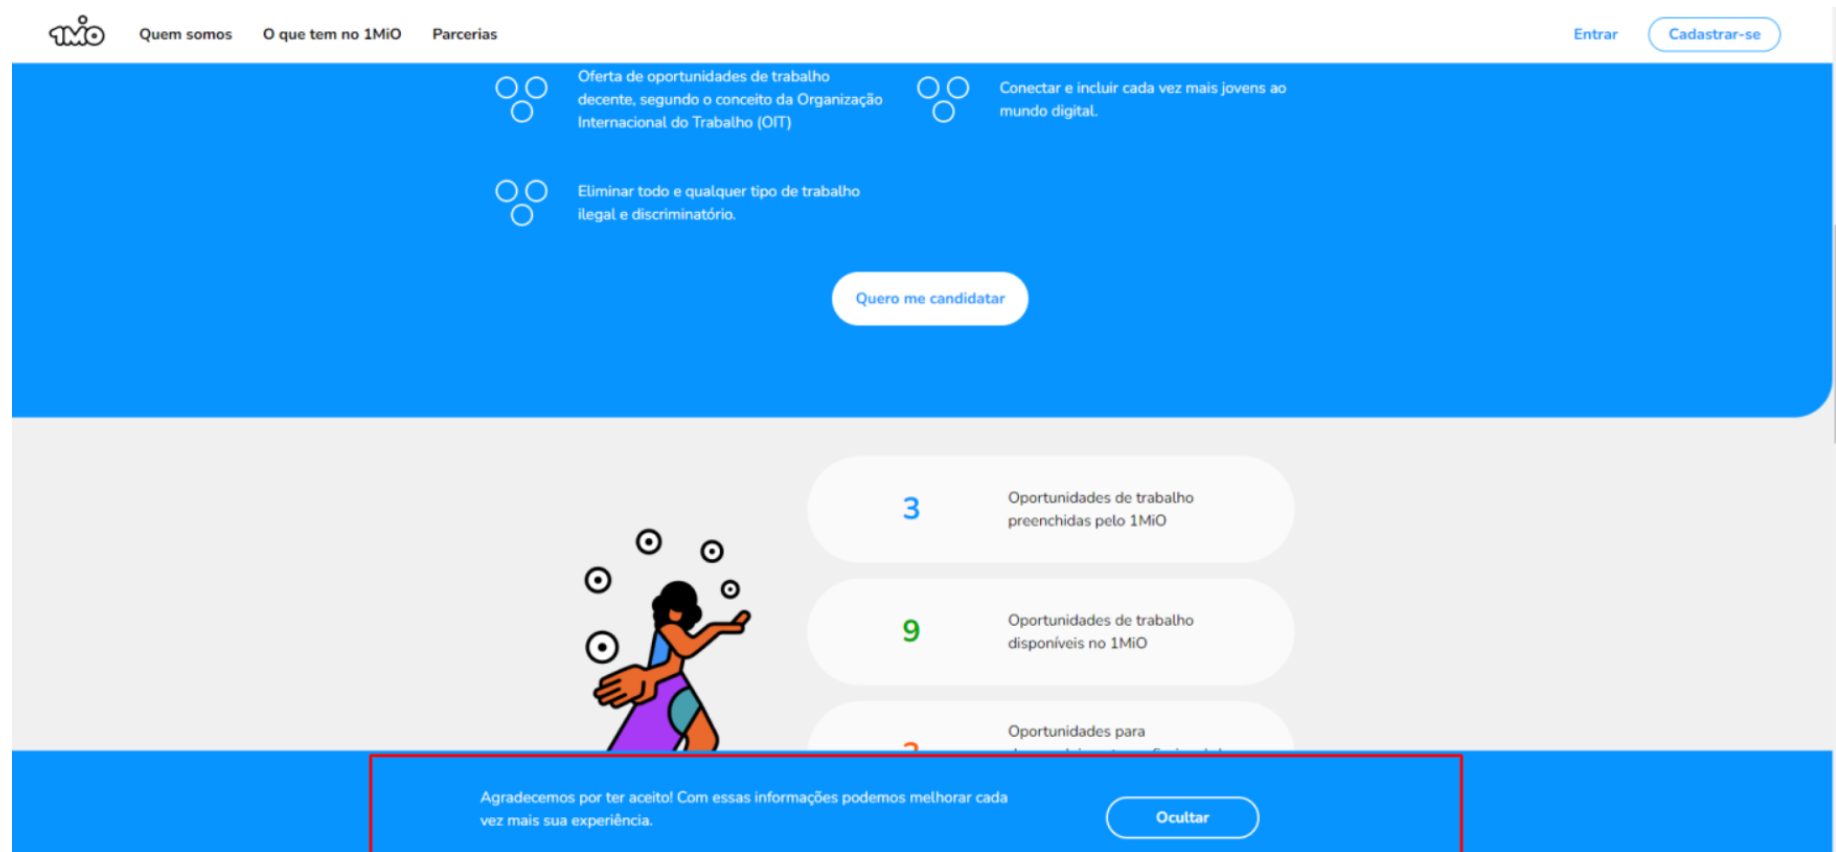 1MiO
Quem somos
O que tem no 1MiO
Parcerias
Entrar
Cadastrar-se
Oferta de oportunidades de trabalho
decente, segundo o conceito da Organização
Internacional do Trabalho (OIT)
Conectar e incluir cada vez mais jovens ao
mundo digital.
Eliminar todo e qualquer tipo de trabalho
ilegal e discriminatório.
Quero me candidatar
3
Oportunidades de trabalho
preenchidas pelo 1MiO
9
Oportunidades de trabalho
disponíveis no 1MiO
Oportunidades para
Agradecemos por ter aceito! Com essas informações podemos melhorar cada
vez mais sua experiência.
Ocultar